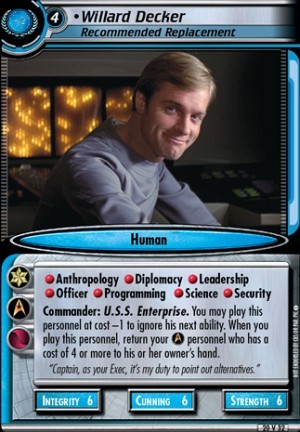 4 •Willard Decker
Recommended Replacement
Human
•Anthropology •Diplomacy •Leadership
•Officer •Programming •Science •Security
Commander: U.S.S. Enterprise. You may play this
personnel at cost –1 to ignore his next ability. When you
play this personnel, return your personnel who has a
cost of 4 or more to his or her owner's hand.
"Captain, as your Exec, it's my duty to point out alternatives."
INTEGRITY 6 CUNNING 6 STRENGTH 6